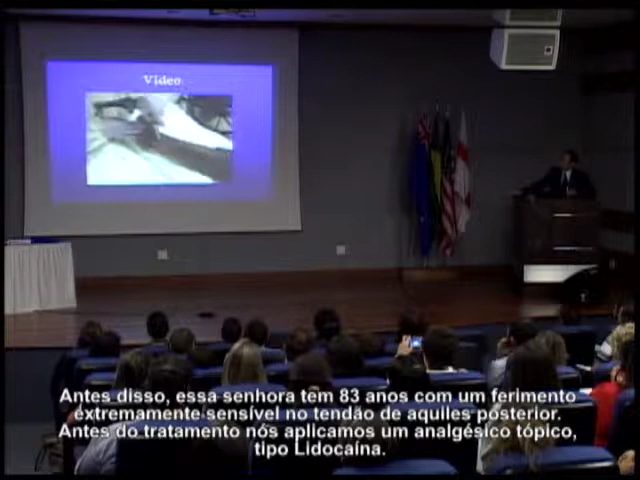 Video
Antes disso, essa senhora tem 83 anos com um ferimento
extremamente sensível no tendão de aquiles posterior.
Antes do tratamento nós aplicamos um analgésico tópico,
tipo Lidocaína.